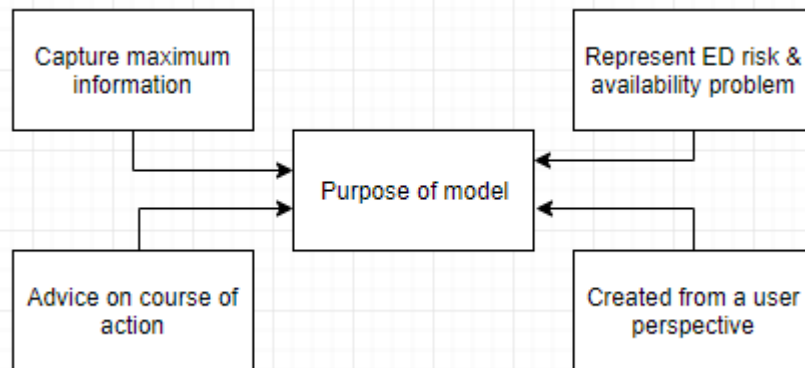 Capture maximum
information
Represent ED risk &
availability problem
Purpose of model
Advice on course of
action
Created from a user
perspective